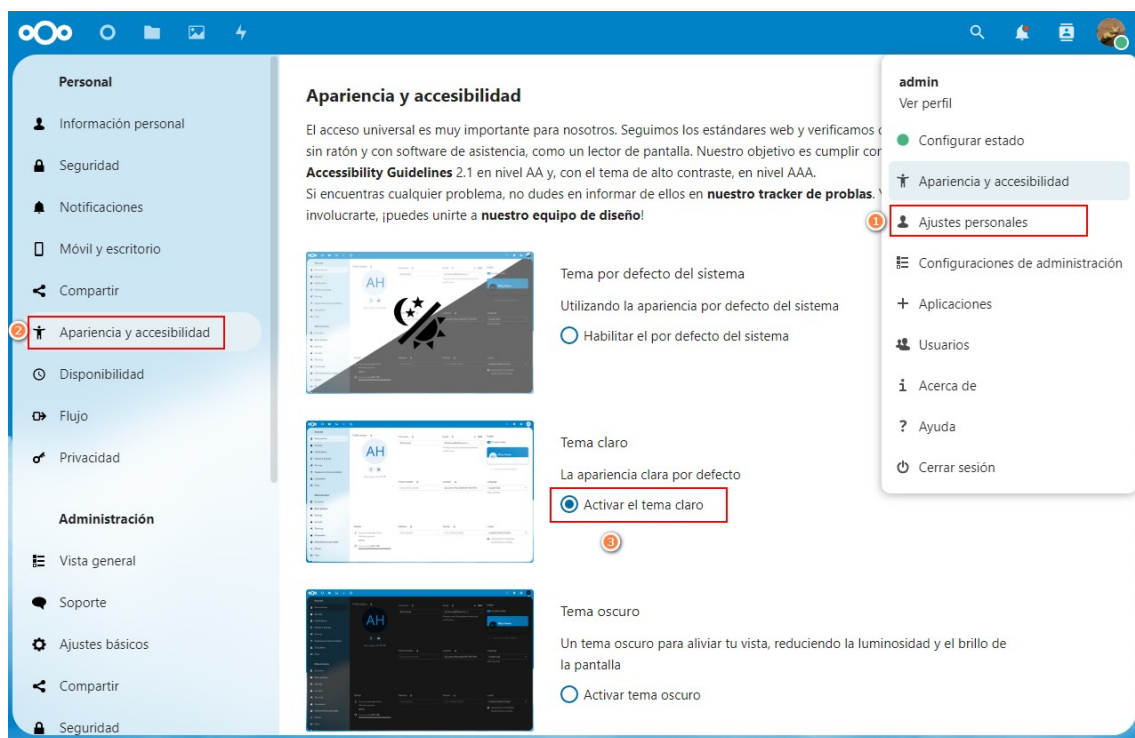 Personal
Información personal
Seguridad
Notificaciones
Móvil y escritorio
Compartir
2
Apariencia y accesibilidad
Disponibilidad
Flujo
Privacidad
Administración
Vista general
Soporte
Ajustes básicos
Compartir
Seguridad
Apariencia y accesibilidad
El acceso universal es muy importante para nosotros. Seguimos los estándares web y verificamos
sin ratón y con software de asistencia, como un lector de pantalla. Nuestro objetivo es cumplir
Accessibility Guidelines 2.1 en nivel AA y, con el tema de alto contraste, en nivel AAA.
Si encuentras cualquier problema, no dudes en informar de ellos en nuestro tracker de problas.
involucrarte, ¡puedes unirte a nuestro equipo de diseño!
AH
Tema por defecto del sistema
Utilizando la apariencia por defecto del sistema
Habilitar el por defecto del sistema
AH
Tema claro
La apariencia clara por defecto
Activar el tema claro
3
AH
Tema oscuro
Un tema oscuro para aliviar tu vista, reduciendo la luminosidad y el brillo de
la pantalla
Activar tema oscuro
admin
Ver perfil
Configurar estado
Apariencia y accesibilidad
1
Ajustes personales
Configuraciones de administración
Aplicaciones
Usuarios
Acerca de
Ayuda
Cerrar sesión